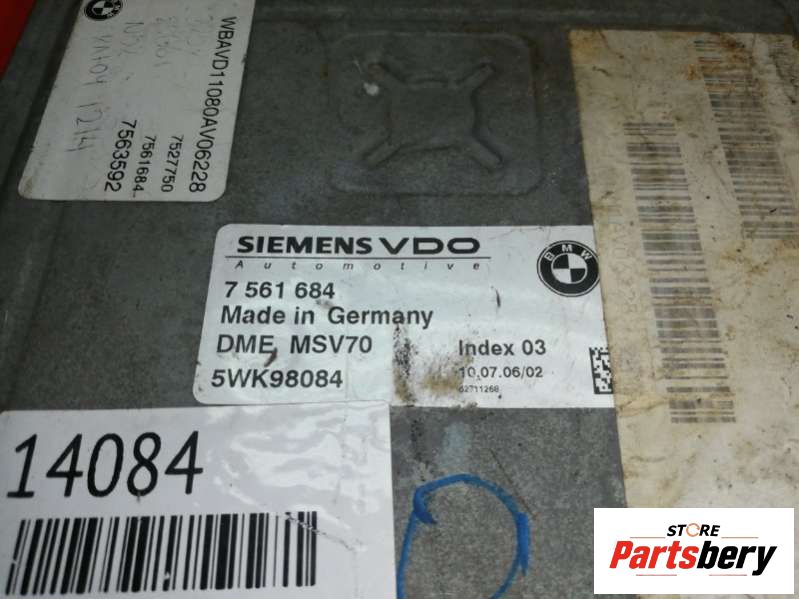 WBAVD11080AV06228
7527750
7561684
7563592
SIEMENS VDO
Automotive
BMW
7 561 684
Made in Germany
DME MSV70
Index 03
5WK98084
10.07.06/02
62711268
14084
STORE
Partsbery